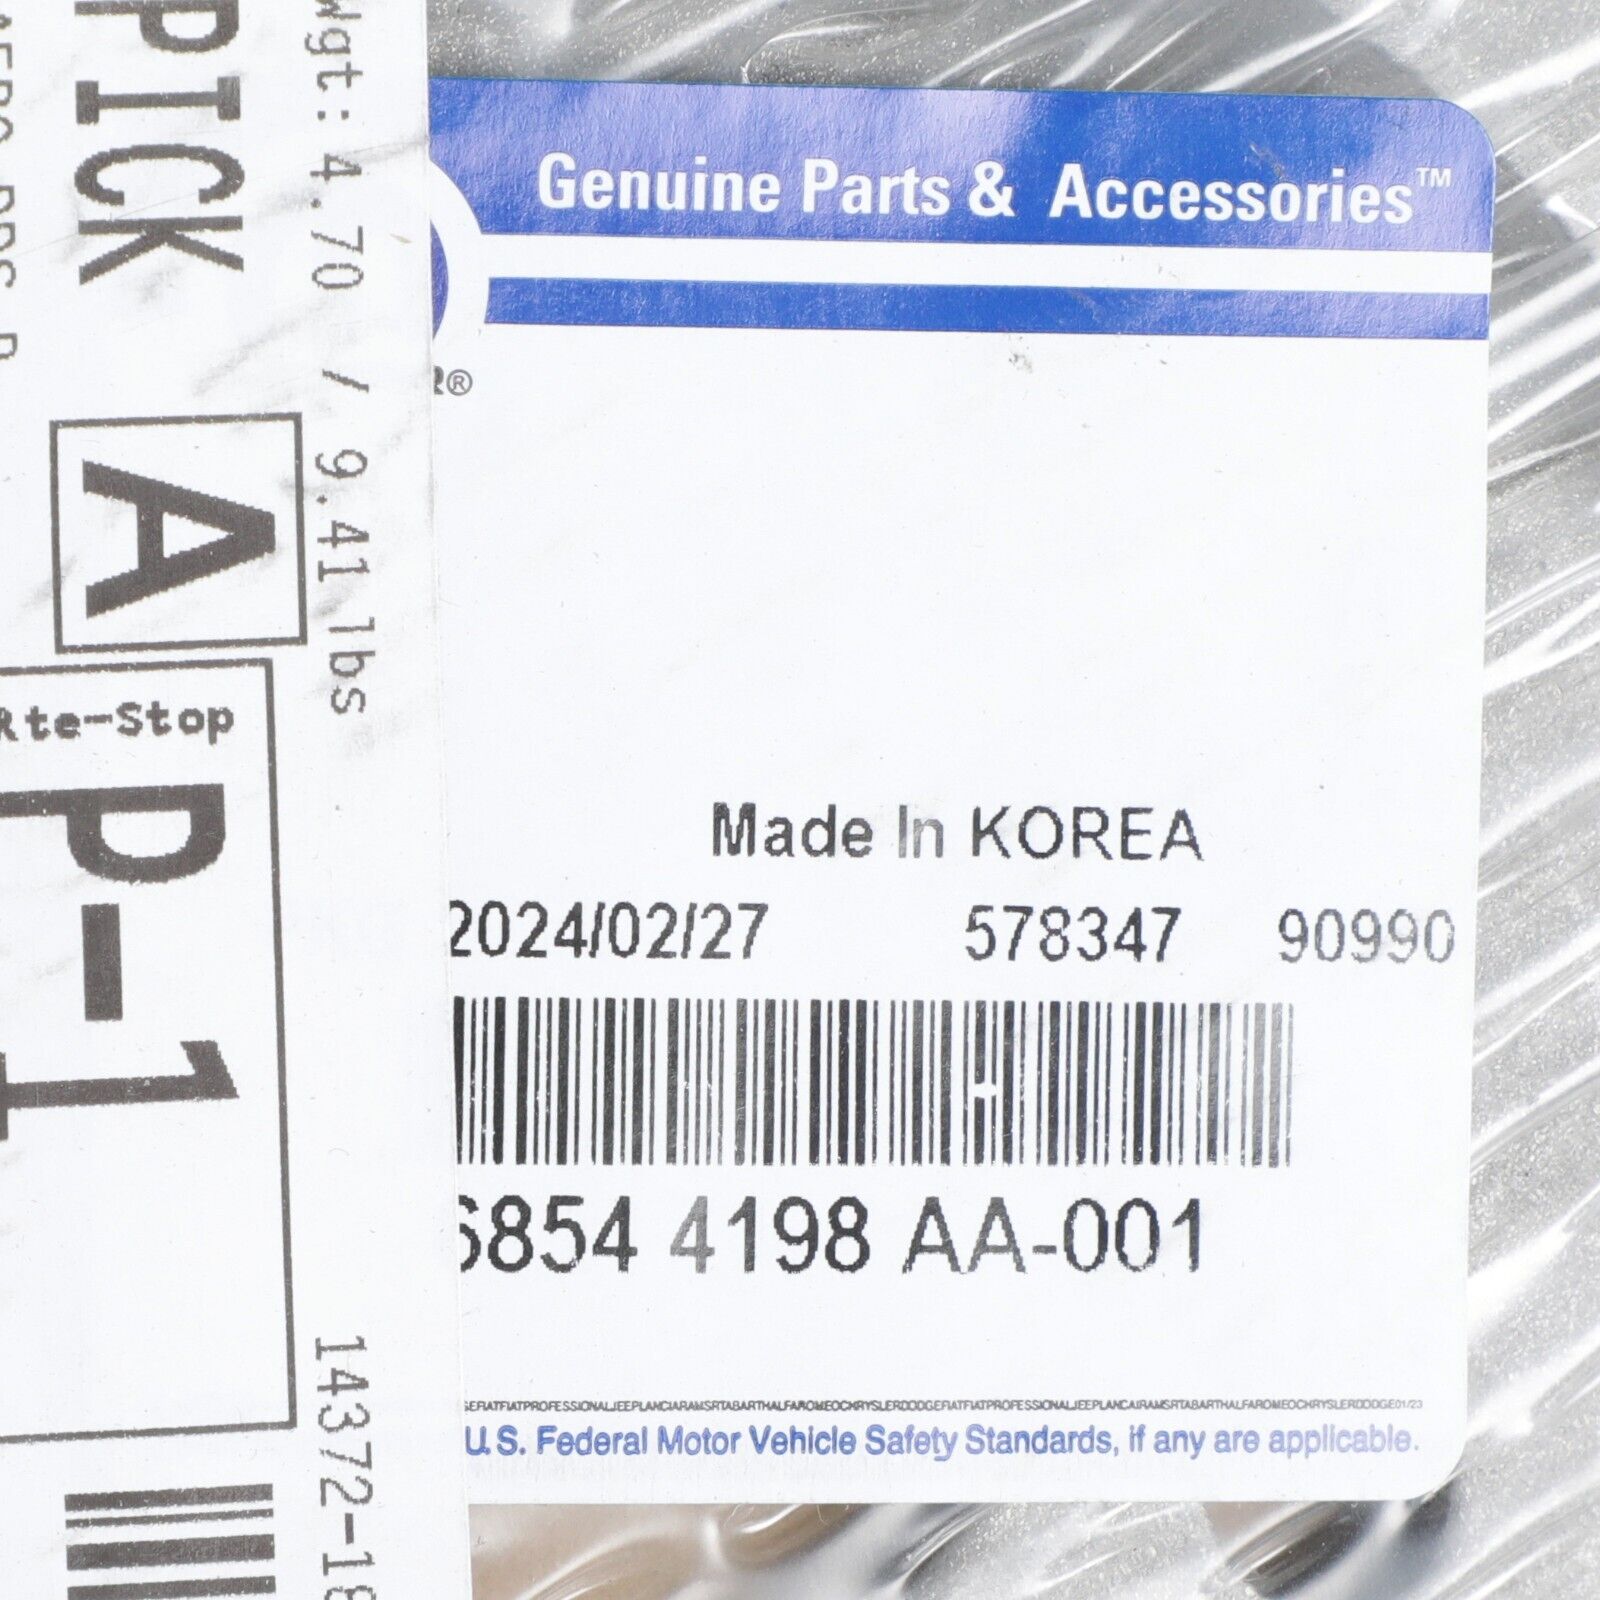 Genuine Parts & Accessories™
®
Made In KOREA
2024/02/27 578347 90990
6854 4198 AA-001
U.S. Federal Motor Vehicle Safety Standards, if any are applicable.
Wgt: 4.70 / 9.41 lbs
PICK
A
Rte-Stop
P-1
14372-18